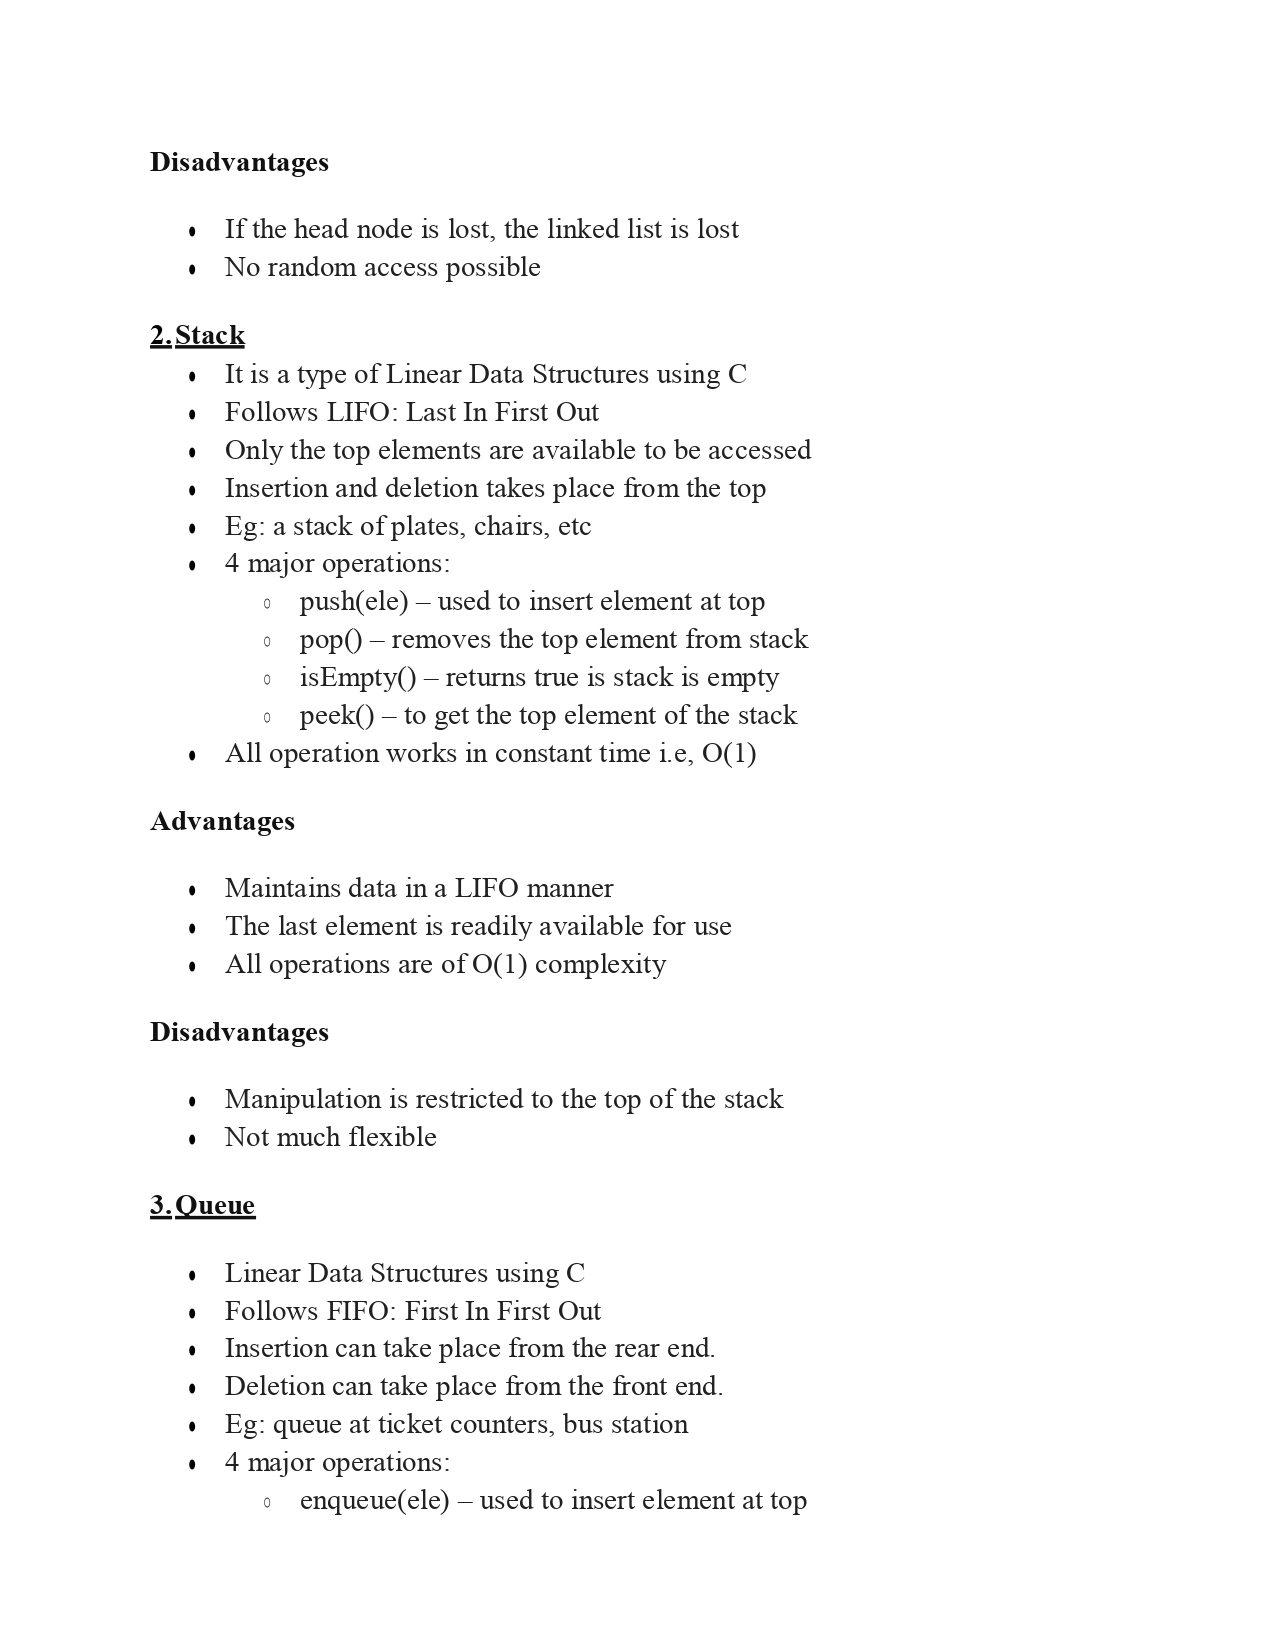 Disadvantages
• If the head node is lost, the linked list is lost
• No random access possible
2. Stack
• It is a type of Linear Data Structures using C
• Follows LIFO: Last In First Out
• Only the top elements are available to be accessed
• Insertion and deletion takes place from the top
• Eg: a stack of plates, chairs, etc
• 4 major operations:
○ push(ele) – used to insert element at top
○ pop() – removes the top element from stack
○ isEmpty() – returns true is stack is empty
○ peek() – to get the top element of the stack
• All operation works in constant time i.e, O(1)
Advantages
• Maintains data in a LIFO manner
• The last element is readily available for use
• All operations are of O(1) complexity
Disadvantages
• Manipulation is restricted to the top of the stack
• Not much flexible
3. Queue
• Linear Data Structures using C
• Follows FIFO: First In First Out
• Insertion can take place from the rear end.
• Deletion can take place from the front end.
• Eg: queue at ticket counters, bus station
• 4 major operations:
○ enqueue(ele) – used to insert element at top